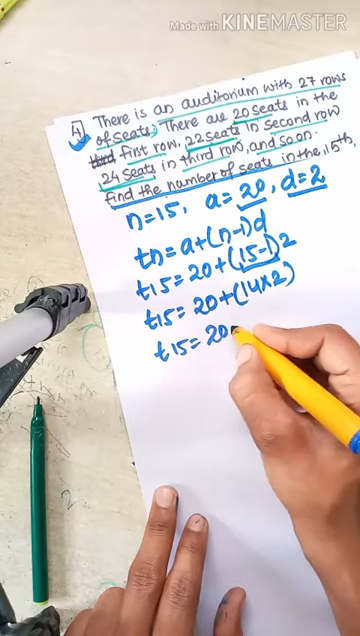 Made with KINEMASTER
4) There is an auditorium with 27 rows
of seats. There are 20 seats in the
first row, 22 seats in second row
24 seats in third row, and so on.
find the number of seats in the 15th,
n=15, a=20, d=2
tn=a+(n-1)d
t15=20+(15-1)2
t15=20+(14×2)
t15=20